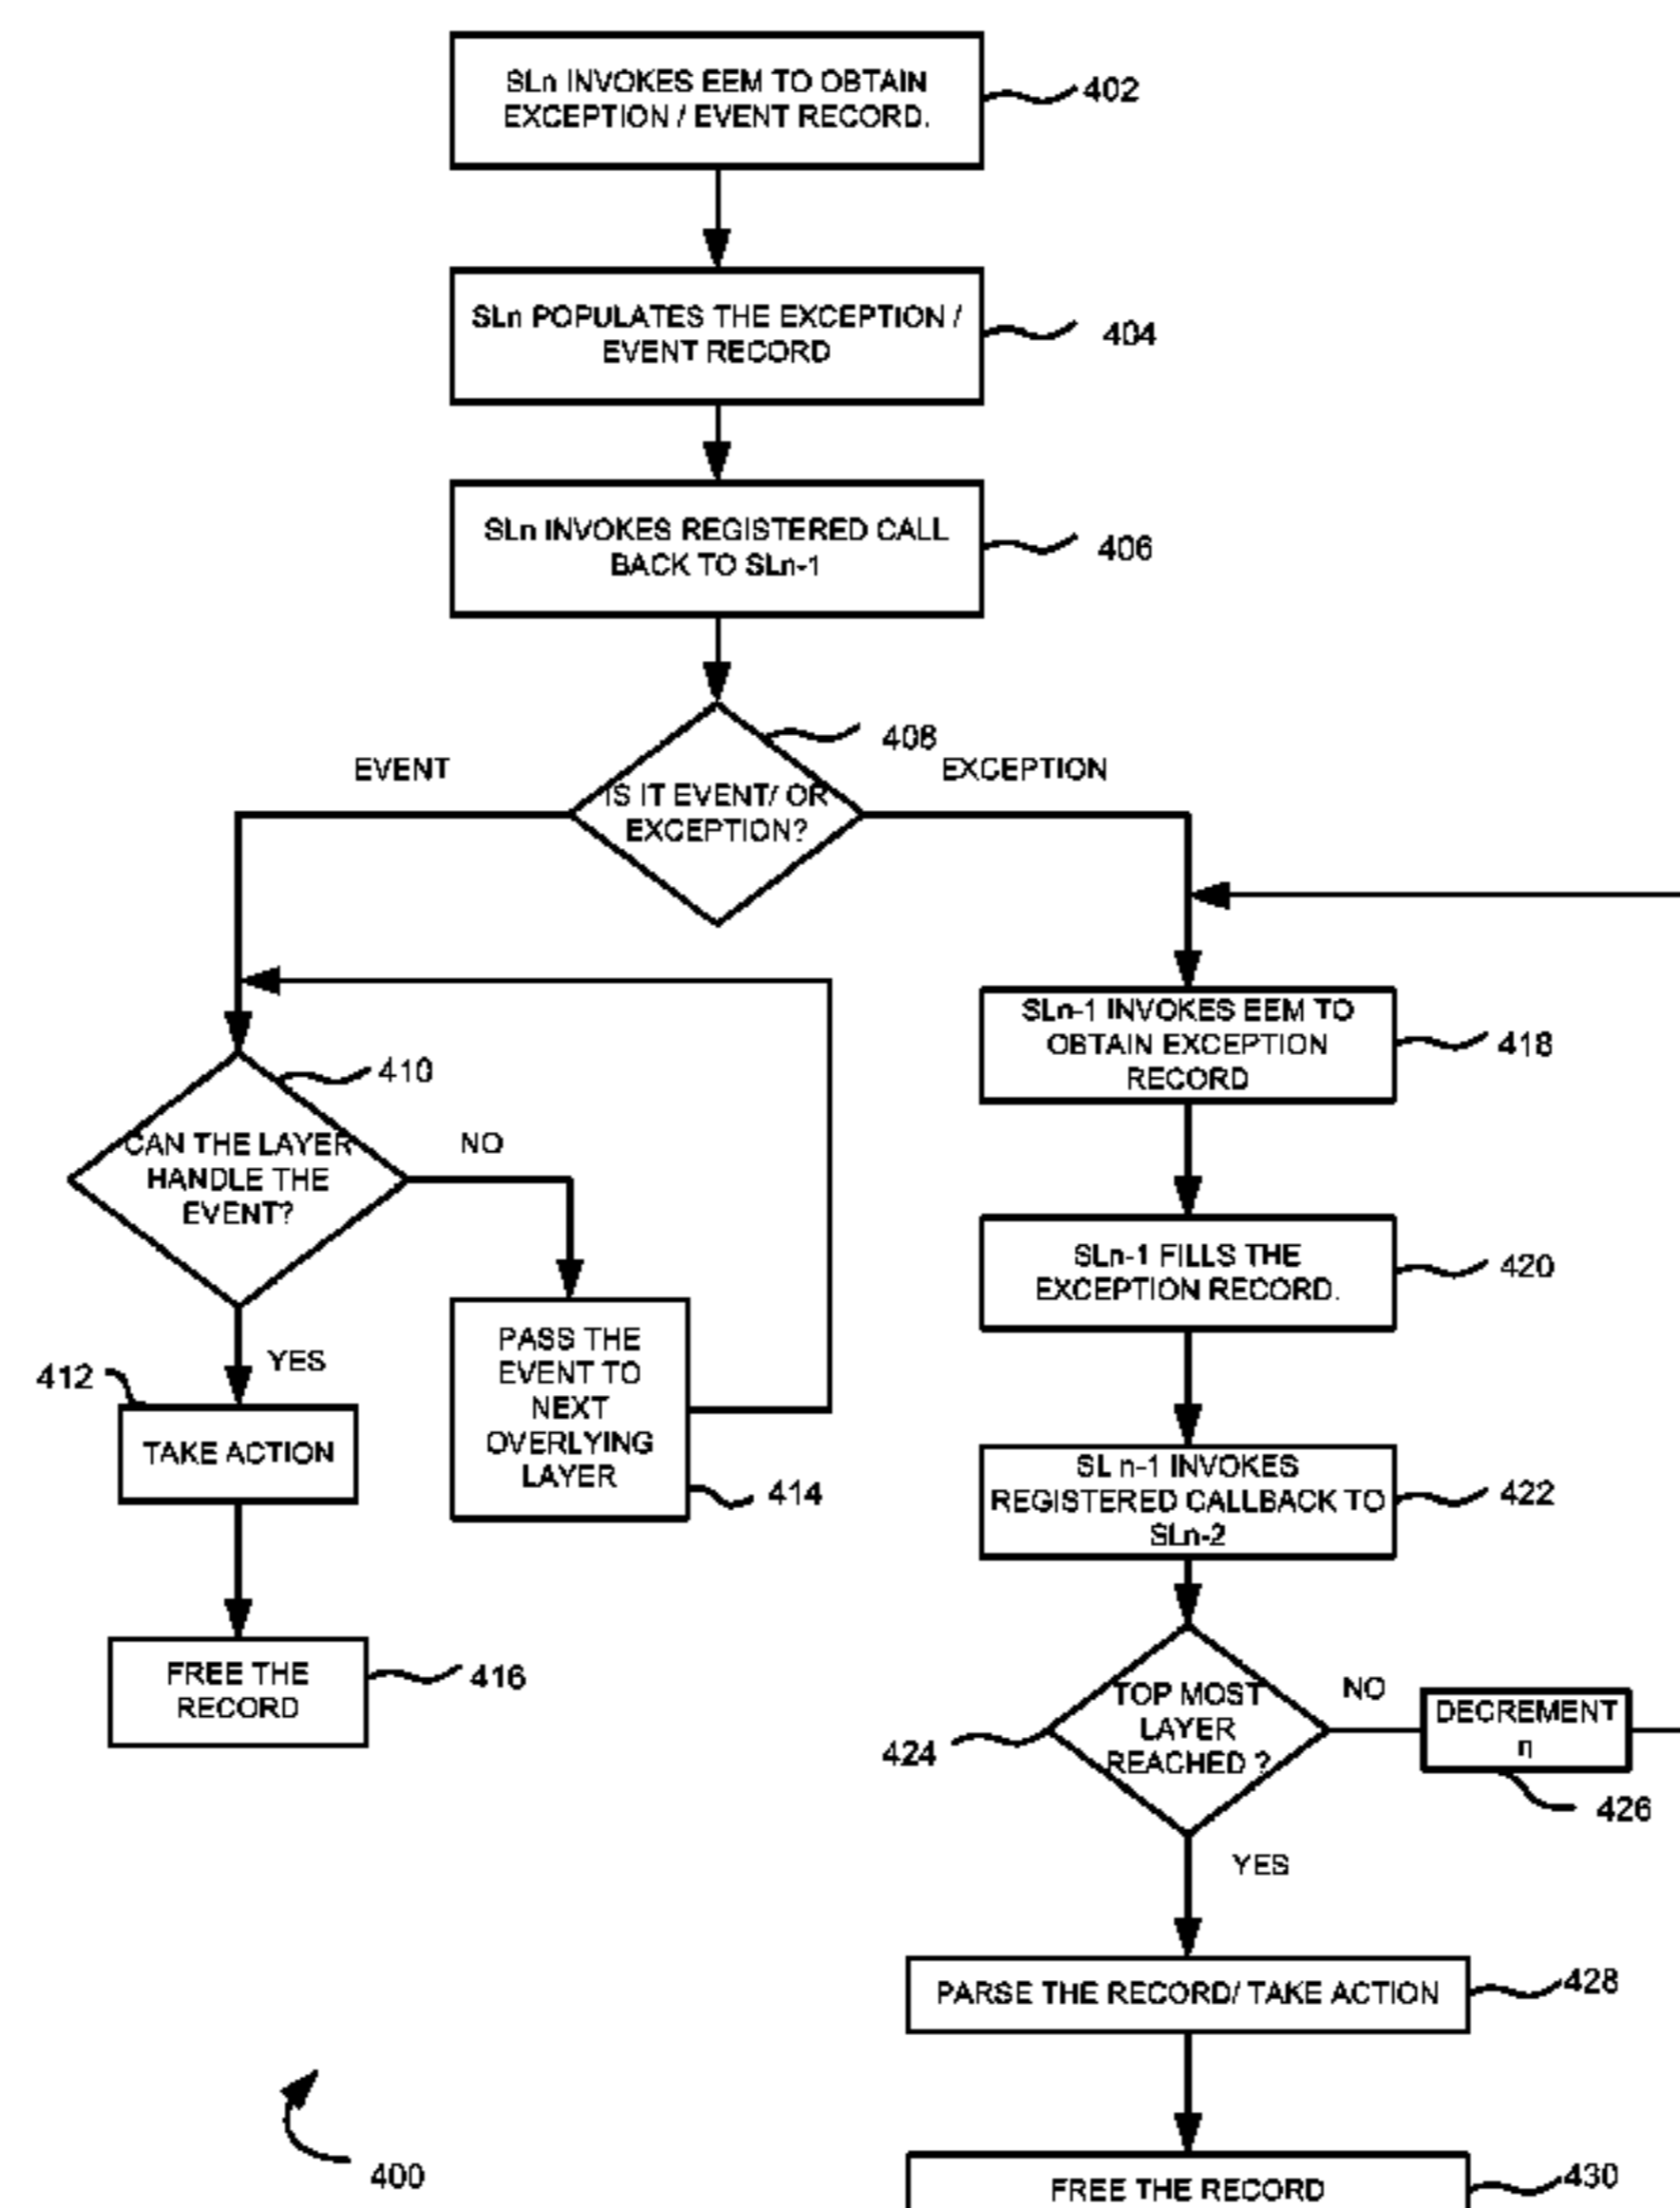 SLn INVOKES EEM TO OBTAIN
EXCEPTION / EVENT RECORD.
402
SLn POPULATES THE EXCEPTION /
EVENT RECORD
404
SLn INVOKES REGISTERED CALL
BACK TO SLn-1
406
408
EVENT
EXCEPTION
IS IT EVENT/ OR
EXCEPTION?
410
CAN THE LAYER
HANDLE THE
EVENT?
NO
YES
412
TAKE ACTION
PASS THE
EVENT TO
NEXT
OVERLYING
LAYER
414
FREE THE
RECORD
416
SLn-1 INVOKES EEM TO
OBTAIN EXCEPTION
RECORD
418
SLn-1 FILLS THE
EXCEPTION RECORD.
420
SL n-1 INVOKES
REGISTERED CALLBACK TO
SLn-2
422
TOP MOST
LAYER
REACHED ?
424
NO
DECREMENT
n
426
YES
PARSE THE RECORD/ TAKE ACTION
428
FREE THE RECORD
430
400